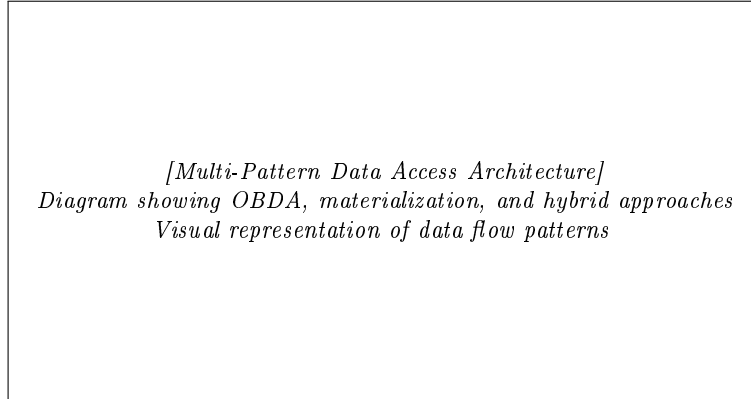 [Multi-Pattern Data Access Architecture]
Diagram showing OBDA, materialization, and hybrid approaches
Visual representation of data flow patterns